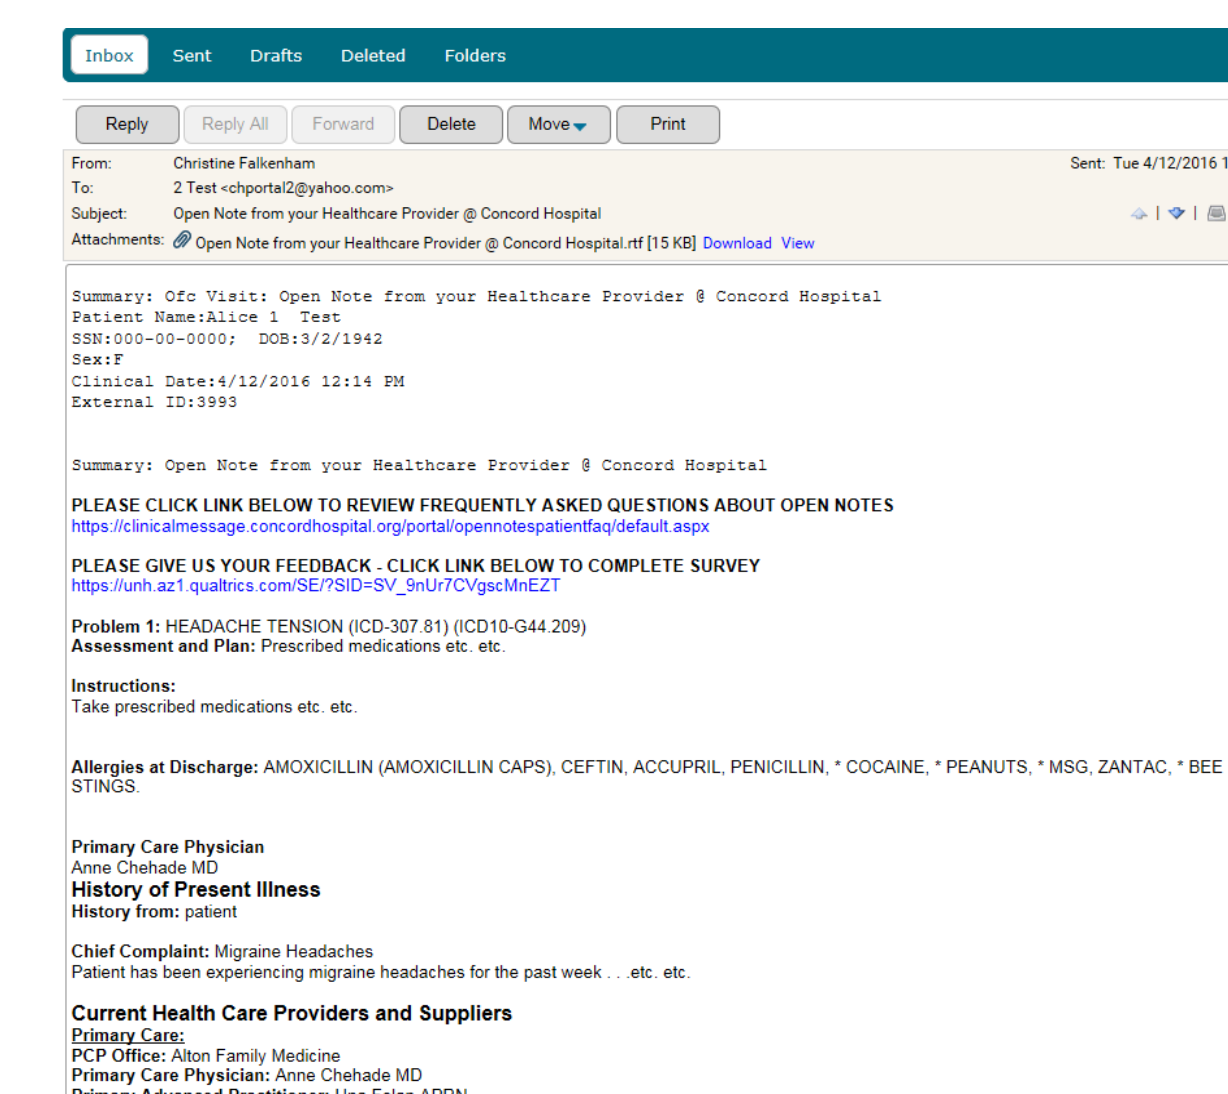 Inbox Sent Drafts Deleted Folders
Reply Reply All Forward Delete Move Print
From: Christine Falkenham Sent: Tue 4/12/2016 1
To: 2 Test <chportal2@yahoo.com>
Subject: Open Note from your Healthcare Provider @ Concord Hospital
Attachments: Open Note from your Healthcare Provider @ Concord Hospital.rtf [15 KB] Download View
Summary: Ofc Visit: Open Note from your Healthcare Provider @ Concord Hospital
Patient Name:Alice 1  Test
SSN:000-00-0000;  DOB:3/2/1942
Sex:F
Clinical Date:4/12/2016 12:14 PM
External ID:3993
Summary: Open Note from your Healthcare Provider @ Concord Hospital
PLEASE CLICK LINK BELOW TO REVIEW FREQUENTLY ASKED QUESTIONS ABOUT OPEN NOTES
https://clinicalmessage.concordhospital.org/portal/opennotespatientfaq/default.aspx
PLEASE GIVE US YOUR FEEDBACK - CLICK LINK BELOW TO COMPLETE SURVEY
https://unh.az1.qualtrics.com/SE/?SID=SV_9nUr7CVgscMnEZT
Problem 1: HEADACHE TENSION (ICD-307.81) (ICD10-G44.209)
Assessment and Plan: Prescribed medications etc. etc.
Instructions:
Take prescribed medications etc. etc.
Allergies at Discharge: AMOXICILLIN (AMOXICILLIN CAPS), CEFTIN, ACCUPRIL, PENICILLIN, * COCAINE, * PEANUTS, * MSG, ZANTAC, * BEE
STINGS.
Primary Care Physician
Anne Chehade MD
History of Present Illness
History from: patient
Chief Complaint: Migraine Headaches
Patient has been experiencing migraine headaches for the past week . . .etc. etc.
Current Health Care Providers and Suppliers
Primary Care:
PCP Office: Alton Family Medicine
Primary Care Physician: Anne Chehade MD
Primary Advanced Practitioner: APRN